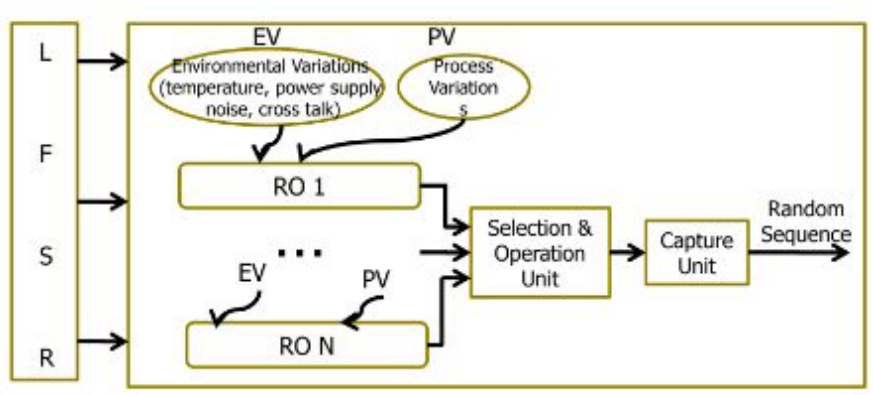 L
F
S
R
EV
Environmental Variations
(temperature, power supply
noise, cross talk)
PV
Process
Variation
s
RO 1
...
EV
PV
RO N
Selection &
Operation
Unit
Capture
Unit
Random
Sequence